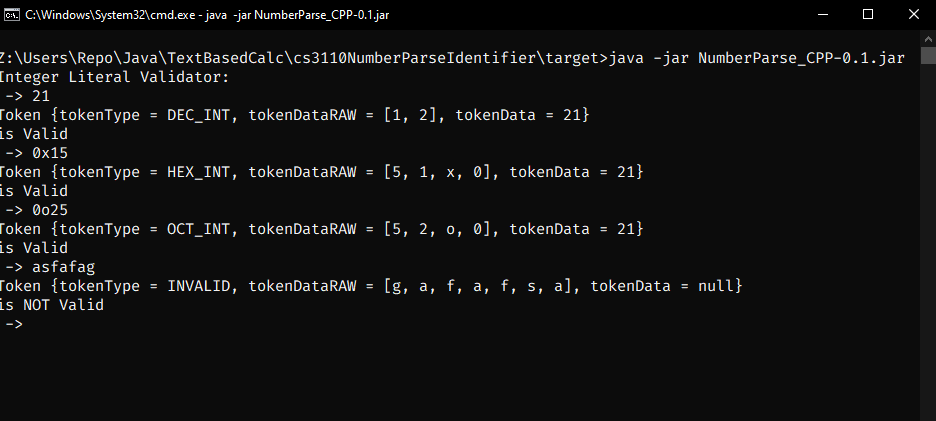 C:\Windows\System32\cmd.exe - java -jar NumberParse_CPP-0.1.jar
Z:\Users\Repo\Java\TextBasedCalc\cs3110NumberParseIdentifier\target>java -jar NumberParse_CPP-0.1.jar
Integer Literal Validator:
-> 21
Token {tokenType = DEC_INT, tokenDataRAW = [1, 2], tokenData = 21}
is Valid
-> 0x15
Token {tokenType = HEX_INT, tokenDataRAW = [5, 1, x, 0], tokenData = 21}
is Valid
-> 0o25
Token {tokenType = OCT_INT, tokenDataRAW = [5, 2, o, 0], tokenData = 21}
is Valid
-> asfafag
Token {tokenType = INVALID, tokenDataRAW = [g, a, f, a, f, s, a], tokenData = null}
is NOT Valid
->